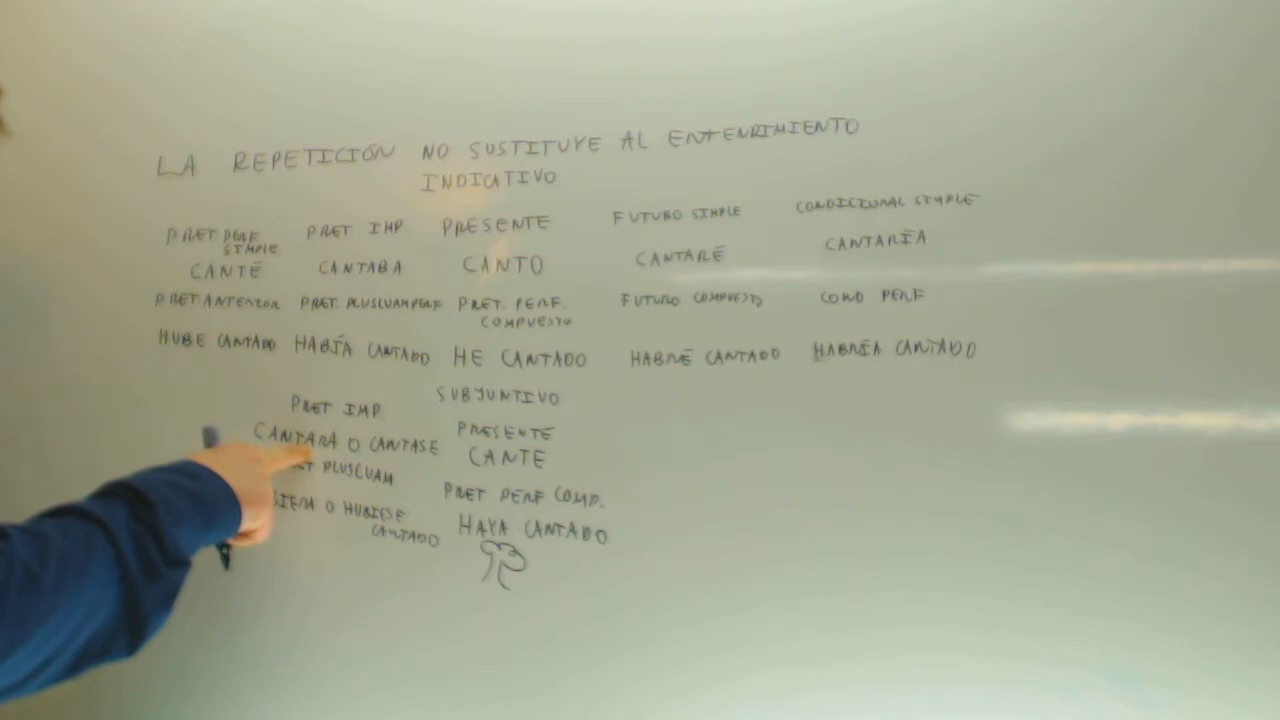 LA REPETICIÓN NO SUSTITUYE AL ENTENDIMIENTO
INDICATIVO
PRET PERF SIMPLE PRET IMP PRESENTE FUTURO SIMPLE CONDICIONAL SIMPLE
CANTÉ CANTABA CANTO CANTARÉ CANTARÍA
PRET ANTERIOR PRET. PLUSCUAMPERF PRET. PERF. COMPUESTO FUTURO COMPUESTO COND PERF
HUBE CANTADO HABÍA CANTADO HE CANTADO HABRÉ CANTADO HABRÍA CANTADO
SUBJUNTIVO
PRET IMP. PRESENTE
CANTARA O CANTASE CANTE
PLUSCUAM PRET PERF COMP.
O HUBIESE CANTADO HAYA CANTADO